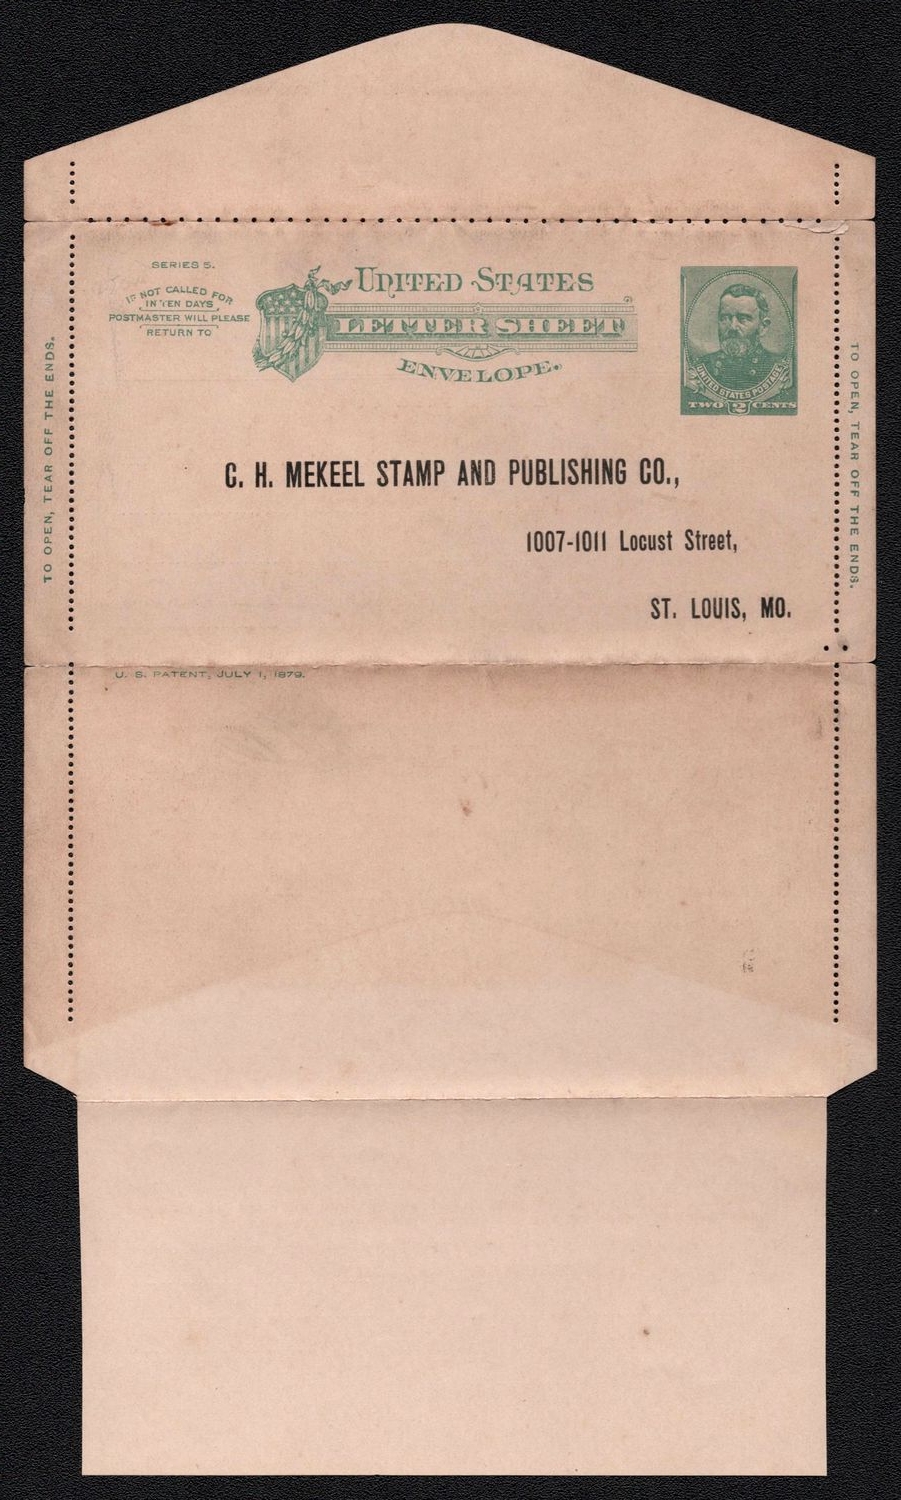 SERIES 5.
IF NOT CALLED FOR
IN TEN DAYS
POSTMASTER WILL PLEASE
RETURN TO
UNITED STATES
LETTER SHEET
ENVELOPE.
UNITED STATES POSTAGE
TWO 2 CENTS
TO OPEN, TEAR OFF THE ENDS.
TO OPEN, TEAR OFF THE ENDS.
C. H. MEKEEL STAMP AND PUBLISHING CO.,
1007-1011 Locust Street,
ST. LOUIS, MO.
U. S. PATENT, JULY 1, 1879.